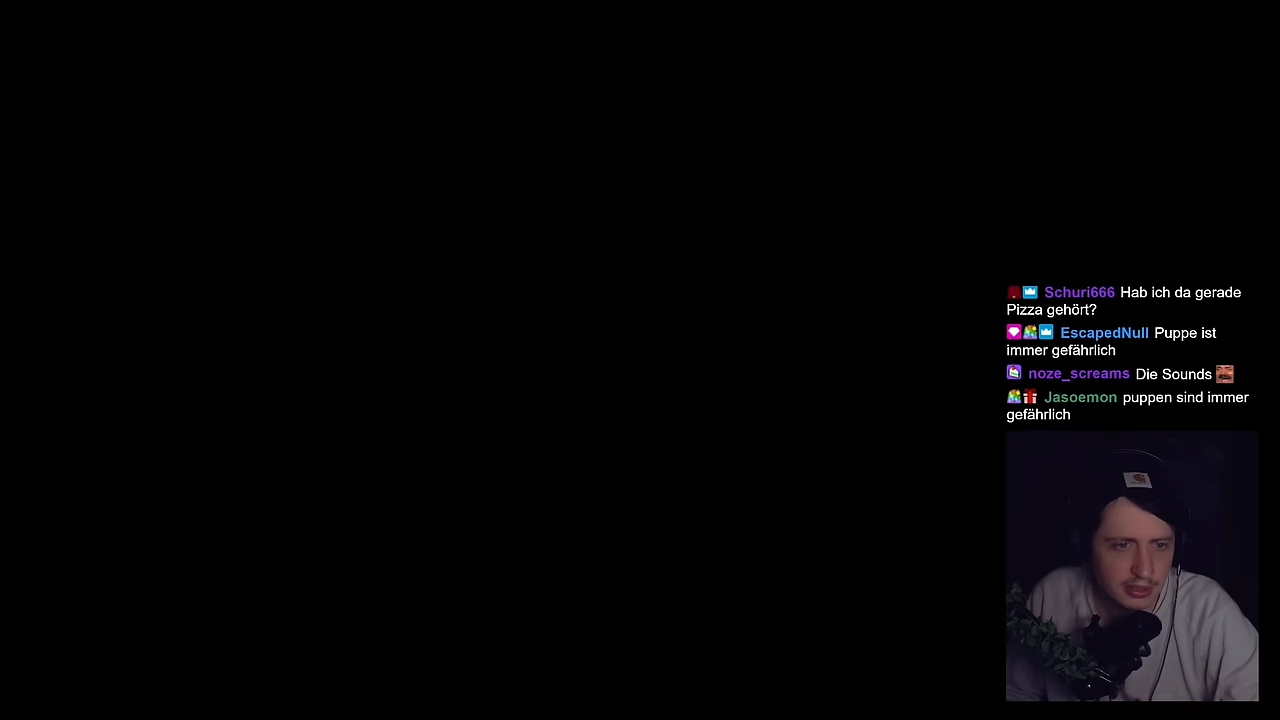 Schuri666 Hab ich da gerade
Pizza gehört?
EscapedNull Puppe ist
immer gefährlich
noze_screams Die Sounds
Jasoemon puppen sind immer
gefährlich